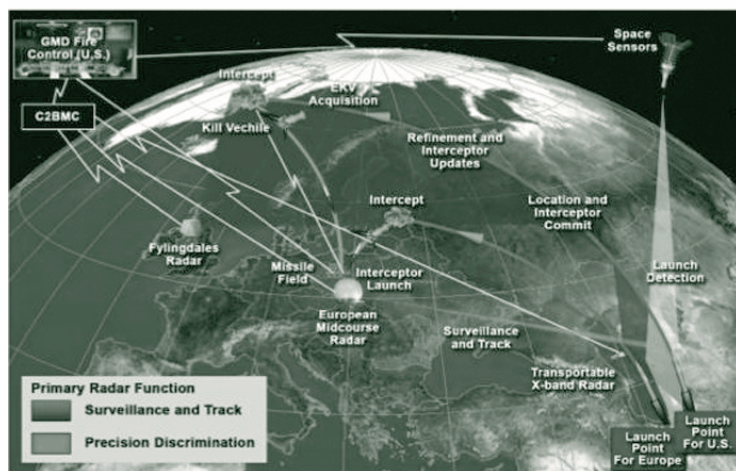 GMD Fire
Control (U.S.)
Space
Sensors
C2BMC
Intercept
EKV
Acquisition
Kill Vechile
Refinement and
Interceptor
Updates
Intercept
Location and
Interceptor
Commit
Fylingdales
Radar
Missile
Field
Interceptor
Launch
Launch
Detection
European
Midcourse
Radar
Surveillance
and Track
Transportable
X-band Radar
Primary Radar Function
Surveillance and Track
Precision Discrimination
Launch
Point
For Europe
Launch
Point
For U.S.